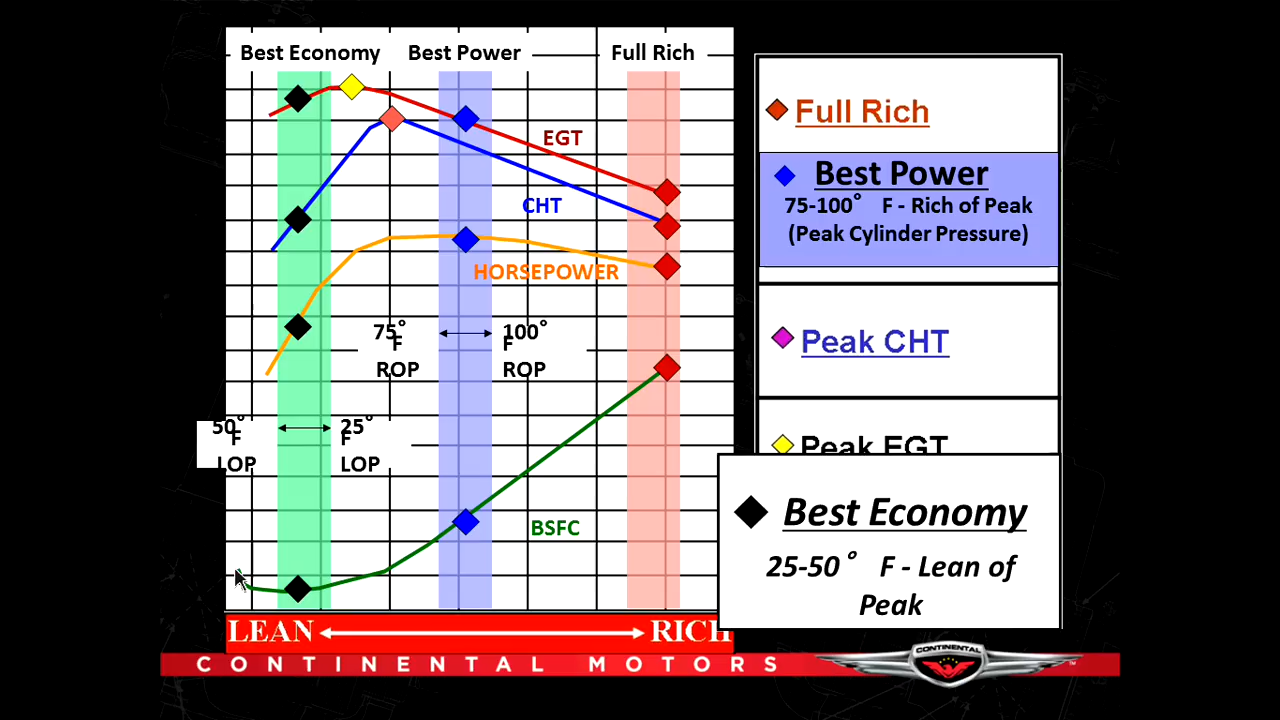 Best Economy
Best Power
Full Rich
EGT
CHT
HORSEPOWER
75°
F
ROP
100°
F
ROP
50°
F
LOP
25°
F
LOP
BSFC
LEAN
RICH
Full Rich
Best Power
75-100° F - Rich of Peak
(Peak Cylinder Pressure)
Peak CHT
Peak EGT
Best Economy
25-50° F - Lean of
Peak
CONTINENTAL MOTORS
CONTINENTAL